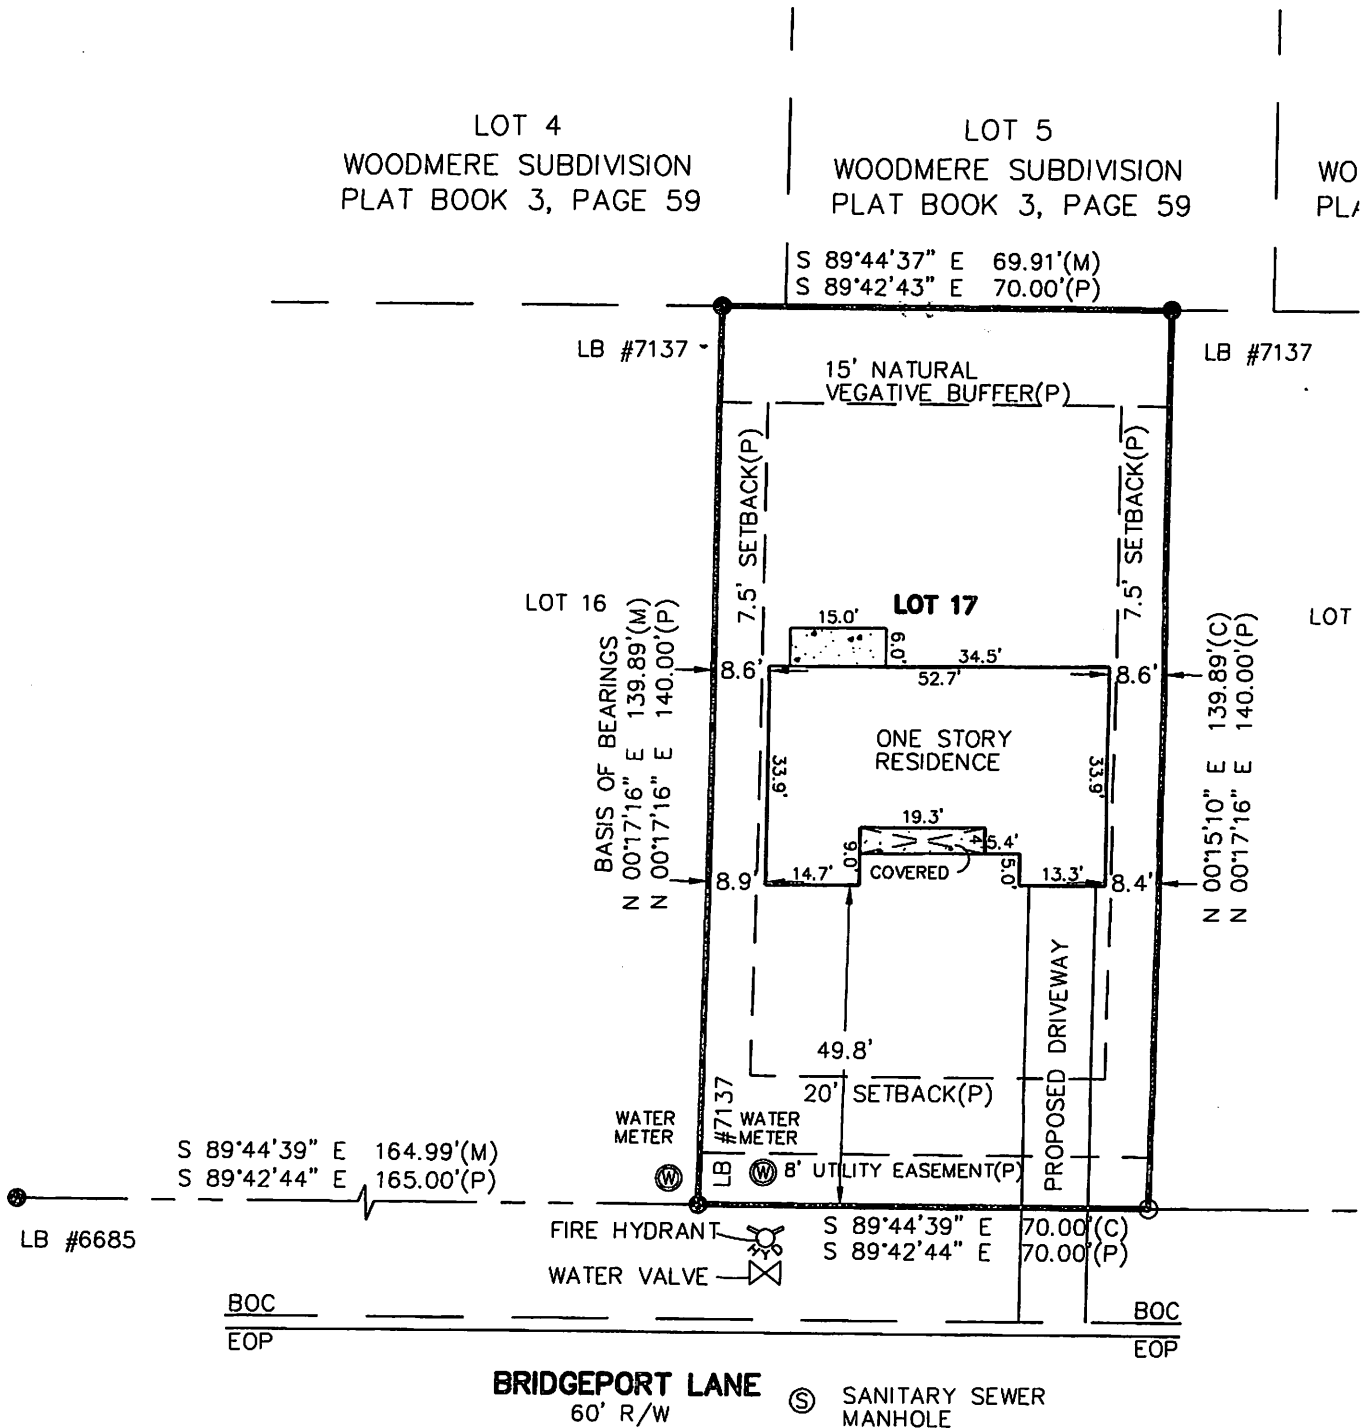 LOT 4
WOODMERE SUBDIVISION
PLAT BOOK 3, PAGE 59
LOT 5
WOODMERE SUBDIVISION
PLAT BOOK 3, PAGE 59
WO
PLA
S 89°44'37" E 69.91'(M)
S 89°42'43" E 70.00'(P)
LB #7137
LB #7137
15' NATURAL
VEGATIVE BUFFER(P)
7.5' SETBACK(P)
7.5' SETBACK(P)
LOT 16
LOT 17
LOT
15.0'
6.0'
34.5'
52.7'
8.6'
8.6'
BASIS OF BEARINGS
N 00°17'16" E 139.89'(M)
N 00°17'16" E 140.00'(P)
N 00°15'10" E 139.89'(C)
N 00°17'16" E 140.00'(P)
ONE STORY
RESIDENCE
33.9'
33.9'
19.3'
9.0'
4
5.4'
5.0'
COVERED
8.9'
14.7'
13.3'
8.4'
49.8'
PROPOSED DRIVEWAY
20' SETBACK(P)
WATER
METER
LB #7137
WATER
METER
S 89°44'39" E 164.99'(M)
S 89°42'44" E 165.00'(P)
W
W
8' UTILITY EASEMENT(P)
LB #6685
FIRE HYDRANT
HYD
S 89°44'39" E 70.00'(C)
S 89°42'44" E 70.00'(P)
WATER VALVE
BOC
BOC
EOP
EOP
BRIDGEPORT LANE
60' R/W
S
SANITARY SEWER
MANHOLE